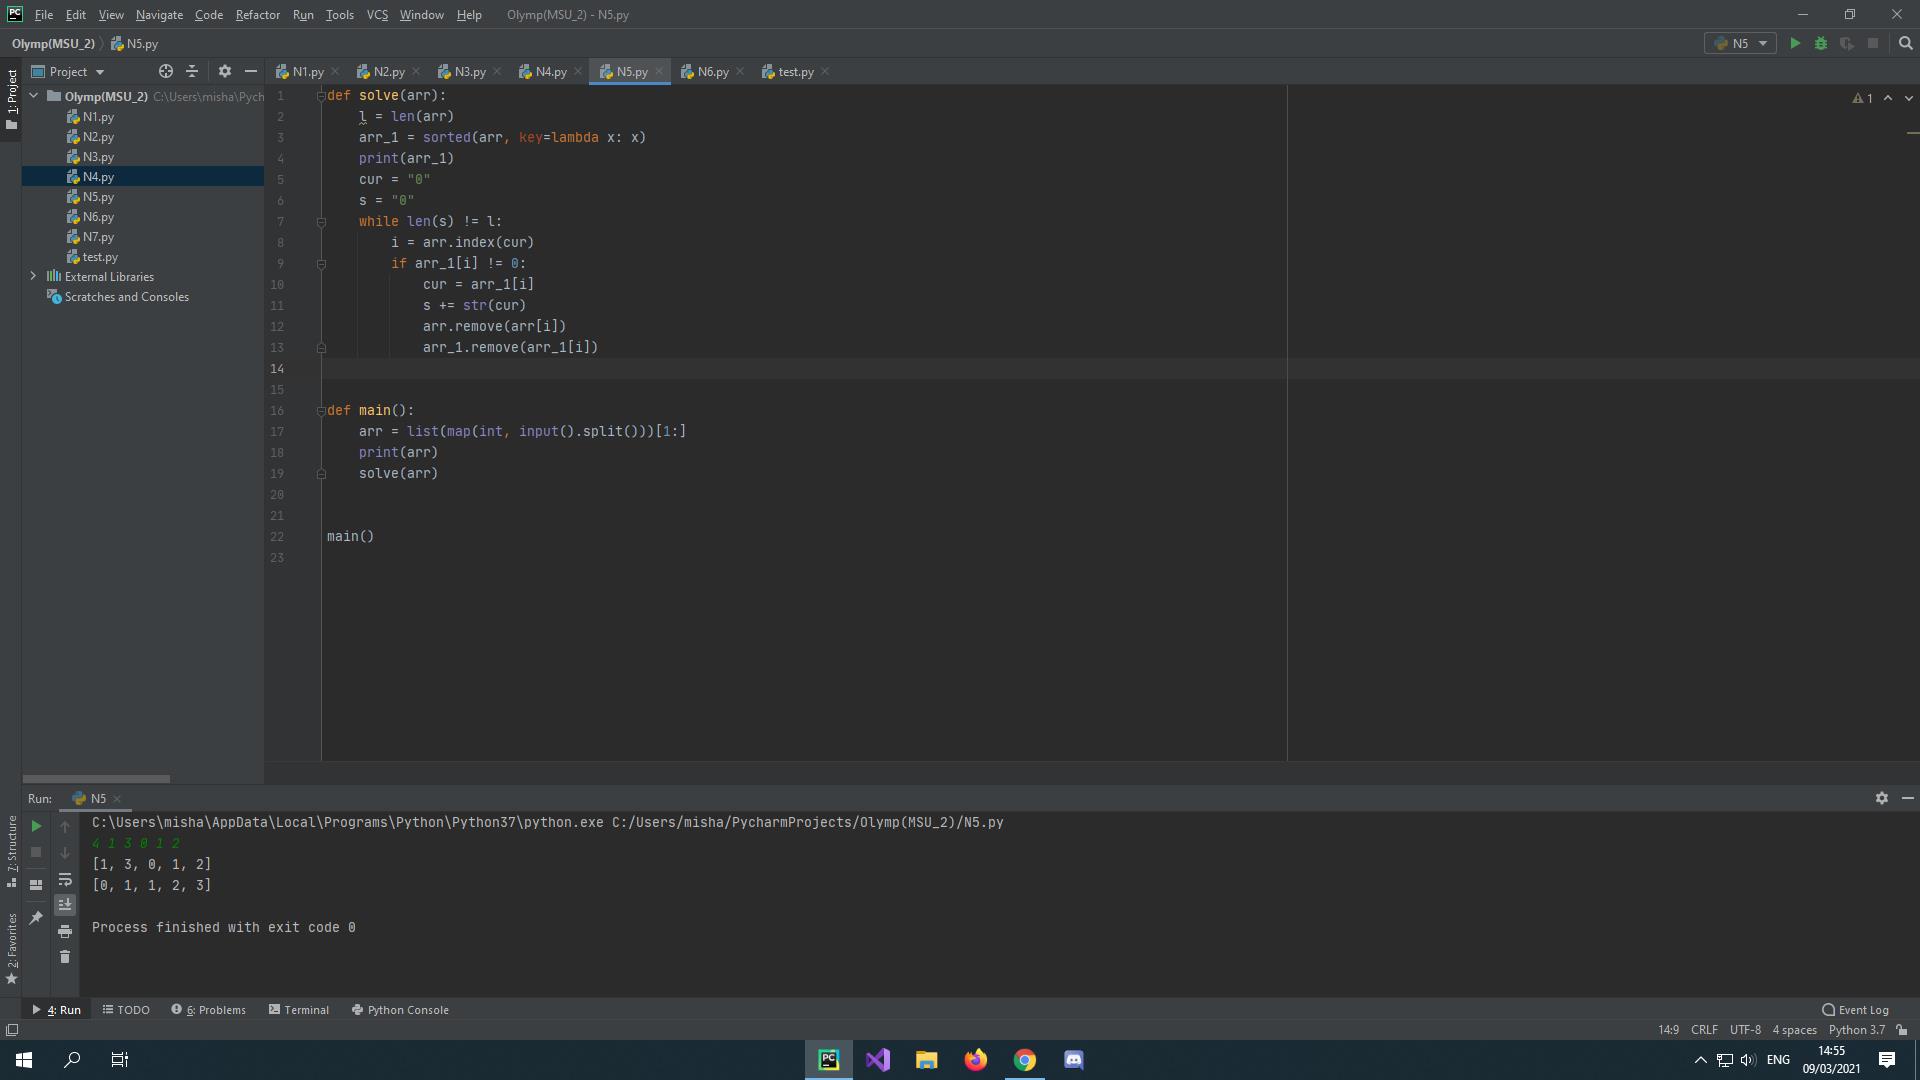 PC File Edit View Navigate Code Refactor Run Tools VCS Window Help Olymp(MSU_2) - N5.py
Olymp(MSU_2) N5.py N5
1: Project
Project N1.py N2.py N3.py N4.py N5.py N6.py test.py
Olymp(MSU_2) C:\Users\misha\Pych
N1.py
N2.py
N3.py
N4.py
N5.py
N6.py
N7.py
test.py
External Libraries
Scratches and Consoles
1 def solve(arr):
2 l = len(arr)
3 arr_1 = sorted(arr, key=lambda x: x)
4 print(arr_1)
5 cur = "0"
6 s = "0"
7 while len(s) != l:
8 i = arr.index(cur)
9 if arr_1[i] != 0:
10 cur = arr_1[i]
11 s += str(cur)
12 arr.remove(arr[i])
13 arr_1.remove(arr_1[i])
14
15
16 def main():
17 arr = list(map(int, input().split()))[1:]
18 print(arr)
19 solve(arr)
20
21
22 main()
23
1
Run: N5
C:\Users\misha\AppData\Local\Programs\Python\Python37\python.exe C:/Users/misha/PycharmProjects/Olymp(MSU_2)/N5.py
4 1 3 0 1 2
[1, 3, 0, 1, 2]
[0, 1, 1, 2, 3]
Process finished with exit code 0
7: Structure
2: Favorites
4: Run TODO 6: Problems Terminal Python Console Event Log
14:9 CRLF UTF-8 4 spaces Python 3.7
PC ENG 14:55
09/03/2021